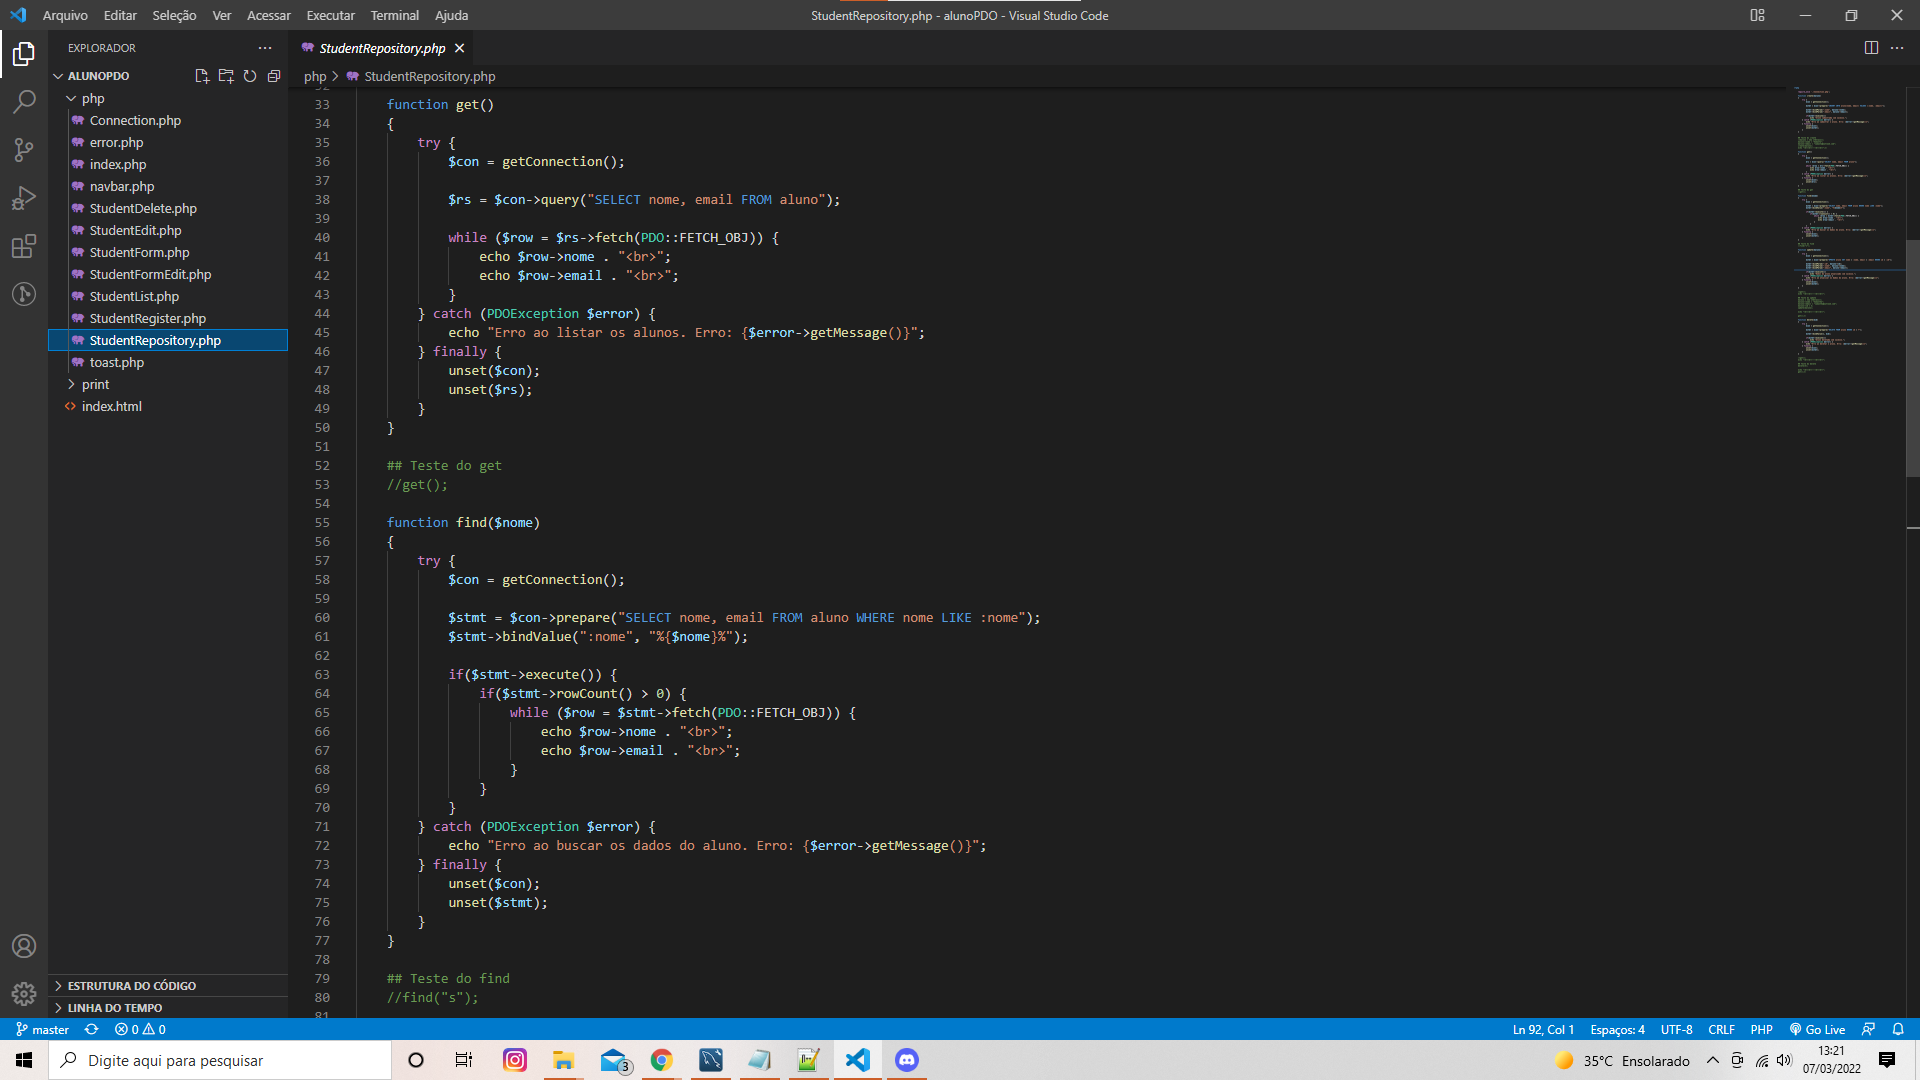 Arquivo Editar Seleção Ver Acessar Executar Terminal Ajuda
StudentRepository.php - alunoPDO - Visual Studio Code
EXPLORADOR
ALUNOPDO
php
Connection.php
error.php
index.php
navbar.php
StudentDelete.php
StudentEdit.php
StudentForm.php
StudentFormEdit.php
StudentList.php
StudentRegister.php
StudentRepository.php
toast.php
print
index.html
ESTRUTURA DO CÓDIGO
LINHA DO TEMPO
StudentRepository.php
php > StudentRepository.php
32
33 function get()
34 {
35 try {
36 $con = getConnection();
37
38 $rs = $con->query("SELECT nome, email FROM aluno");
39
40 while ($row = $rs->fetch(PDO::FETCH_OBJ)) {
41 echo $row->nome . "<br>";
42 echo $row->email . "<br>";
43 }
44 } catch (PDOException $error) {
45 echo "Erro ao listar os alunos. Erro: {$error->getMessage()}";
46 } finally {
47 unset($con);
48 unset($rs);
49 }
50 }
51
52 ## Teste do get
53 //get();
54
55 function find($nome)
56 {
57 try {
58 $con = getConnection();
59
60 $stmt = $con->prepare("SELECT nome, email FROM aluno WHERE nome LIKE :nome");
61 $stmt->bindValue(":nome", "%{$nome}%");
62
63 if($stmt->execute()) {
64 if($stmt->rowCount() > 0) {
65 while ($row = $stmt->fetch(PDO::FETCH_OBJ)) {
66 echo $row->nome . "<br>";
67 echo $row->email . "<br>";
68 }
69 }
70 }
71 } catch (PDOException $error) {
72 echo "Erro ao buscar os dados do aluno. Erro: {$error->getMessage()}";
73 } finally {
74 unset($con);
75 unset($stmt);
76 }
77 }
78
79 ## Teste do find
80 //find("s");
81
master 0 0 Ln 92, Col 1 Espaços: 4 UTF-8 CRLF PHP Go Live
Digite aqui para pesquisar
3
35°C Ensolarado
13:21
07/03/2022